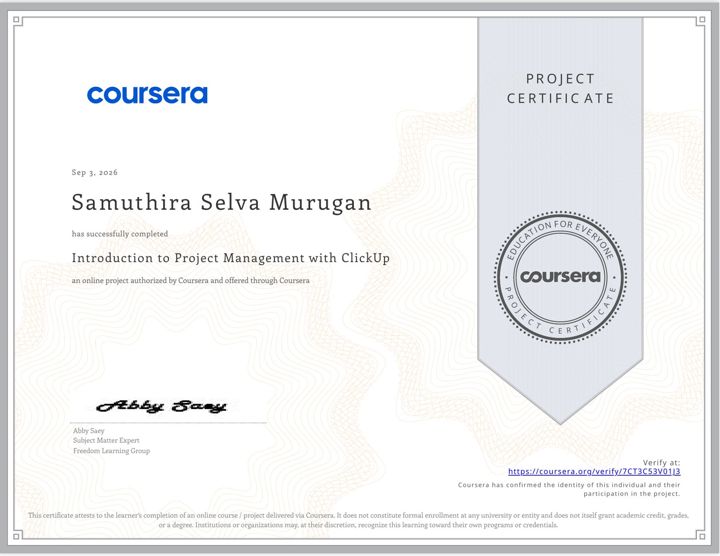 coursera
PROJECT
CERTIFICATE
Sep 3, 2026
Samuthira Selva Murugan
has successfully completed
Introduction to Project Management with ClickUp
an online project authorized by Coursera and offered through Coursera
EDUCATION FOR EVERYONE
coursera
PROJECT CERTIFICATE
Abby Saey
Abby Saey
Subject Matter Expert
Freedom Learning Group
Verify at:
https://coursera.org/verify/7CT3C53V01J3
Coursera has confirmed the identity of this individual and their
participation in the project.
This certificate attests to the learner's completion of an online course / project delivered via Coursera. It does not constitute formal enrollment at any university or entity and does not itself grant academic credit, grades,
or a degree. Institutions or organizations may, at their discretion, recognize this learning toward their own programs or credentials.